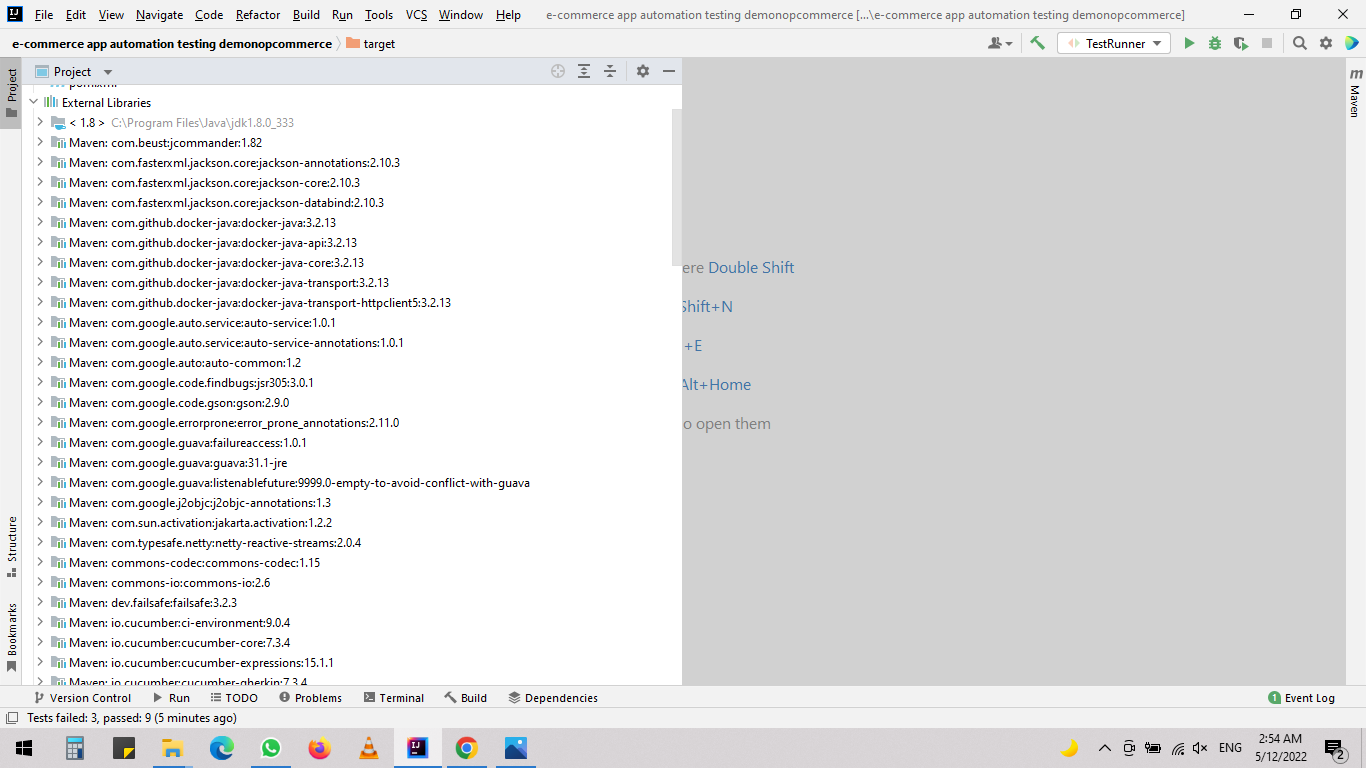 File Edit View Navigate Code Refactor Build Run Tools VCS Window Help e-commerce app automation testing demonopcommerce [...\e-commerce app automation testing demonopcommerce]
e-commerce app automation testing demonopcommerce target TestRunner
Project
Project
External Libraries
< 1.8 > C:\Program Files\Java\jdk1.8.0_333
Maven: com.beust:jcommander:1.82
Maven: com.fasterxml.jackson.core:jackson-annotations:2.10.3
Maven: com.fasterxml.jackson.core:jackson-core:2.10.3
Maven: com.fasterxml.jackson.core:jackson-databind:2.10.3
Maven: com.github.docker-java:docker-java:3.2.13
Maven: com.github.docker-java:docker-java-api:3.2.13
Maven: com.github.docker-java:docker-java-core:3.2.13
Maven: com.github.docker-java:docker-java-transport:3.2.13
Maven: com.github.docker-java:docker-java-transport-httpclient5:3.2.13
Maven: com.google.auto.service:auto-service:1.0.1
Maven: com.google.auto.service:auto-service-annotations:1.0.1
Maven: com.google.auto:auto-common:1.2
Maven: com.google.code.findbugs:jsr305:3.0.1
Maven: com.google.code.gson:gson:2.9.0
Maven: com.google.errorprone:error_prone_annotations:2.11.0
Maven: com.google.guava:failureaccess:1.0.1
Maven: com.google.guava:guava:31.1-jre
Maven: com.google.guava:listenablefuture:9999.0-empty-to-avoid-conflict-with-guava
Maven: com.google.j2objc:j2objc-annotations:1.3
Maven: com.sun.activation:jakarta.activation:1.2.2
Maven: com.typesafe.netty:netty-reactive-streams:2.0.4
Maven: commons-codec:commons-codec:1.15
Maven: commons-io:commons-io:2.6
Maven: dev.failsafe:failsafe:3.2.3
Maven: io.cucumber:ci-environment:9.0.4
Maven: io.cucumber:cucumber-core:7.3.4
Maven: io.cucumber:cucumber-expressions:15.1.1
Maven: io.cucumber:cucumber-gherkin:7.3.4
ere Double Shift
Shift+N
+E
Alt+Home
o open them
Maven
Structure
Bookmarks
Version Control Run TODO Problems Terminal Build Dependencies 1 Event Log
Tests failed: 3, passed: 9 (5 minutes ago)
ENG
2:54 AM
5/12/2022
2